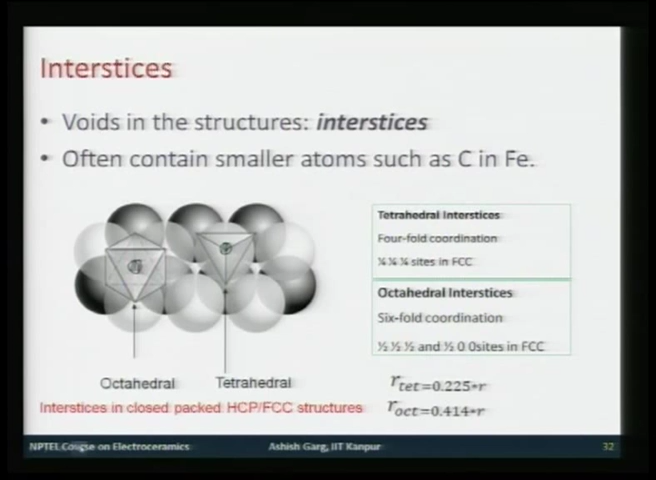 Interstices
• Voids in the structures: interstices
• Often contain smaller atoms such as C in Fe.
Tetrahedral Interstices
Four-fold coordination
¼ ¼ ¼ sites in FCC
Octahedral Interstices
Six-fold coordination
½ ½ ½ and ½ 0 0sites in FCC
Octahedral
Tetrahedral
Interstices in closed packed HCP/FCC structures
rtet=0.225*r
roct=0.414*r
NPTEL Course on Electroceramics
Ashish Garg, IIT Kanpur
32